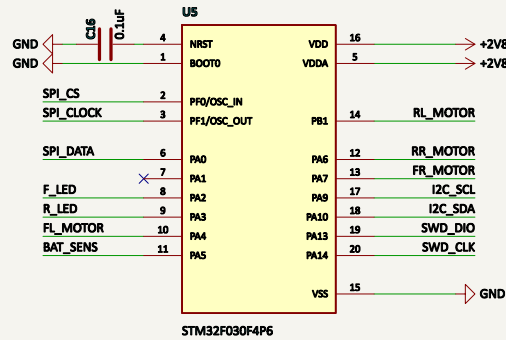 U5
C16
0.1uF
GND 4 NRST VDD 16 +2V8
GND 1 BOOT0 VDDA 5 +2V8
SPI_CS 2 PF0/OSC_IN
SPI_CLOCK 3 PF1/OSC_OUT PB1 14 RL_MOTOR
SPI_DATA 6 PA0 PA6 12 RR_MOTOR
7 PA1 PA7 13 FR_MOTOR
F_LED 8 PA2 PA9 17 I2C_SCL
R_LED 9 PA3 PA10 18 I2C_SDA
FL_MOTOR 10 PA4 PA13 19 SWD_DIO
BAT_SENS 11 PA5 PA14 20 SWD_CLK
VSS 15 GND
STM32F030F4P6